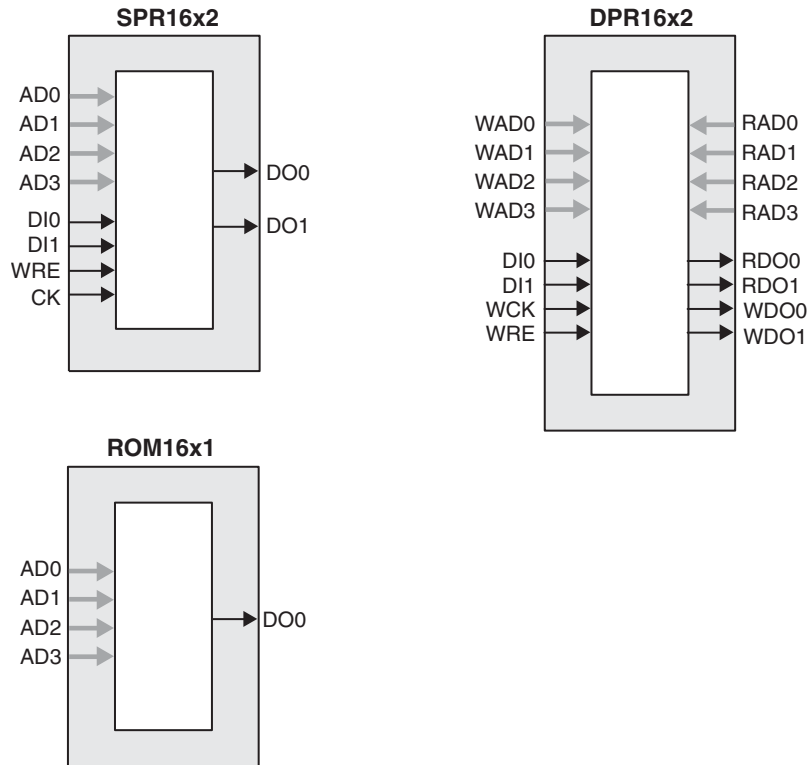 SPR16x2
AD0
AD1
AD2
AD3
DI0
DI1
WRE
CK
DO0
DO1
DPR16x2
WAD0
WAD1
WAD2
WAD3
DI0
DI1
WCK
WRE
RAD0
RAD1
RAD2
RAD3
RDO0
RDO1
WDO0
WDO1
ROM16x1
AD0
AD1
AD2
AD3
DO0